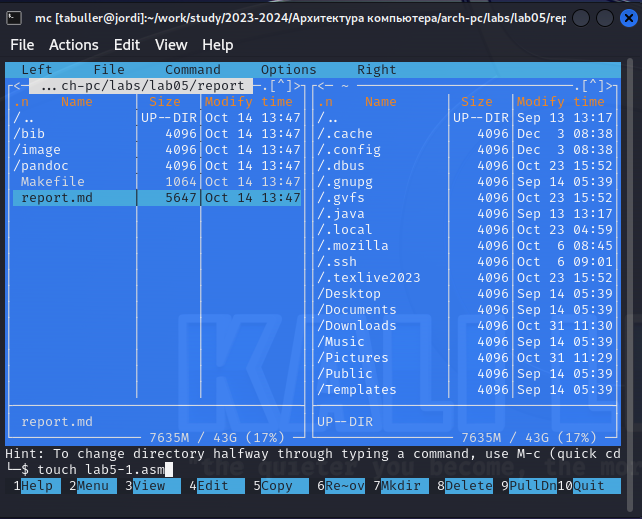 mc [tabuller@jordi]:~/work/study/2023-2024/Архитектура компьютера/arch-pc/labs/lab05/rep
File Actions Edit View Help
Left File Command Options Right
┌<─ ...ch-pc/labs/lab05/report ─.[^]>┐┌<─ ~ ─.[^]>┐
.n Name Size Modify time .n Name Size Modify time
/.. UP--DIR Oct 14 13:47 /.. UP--DIR Sep 13 13:17
/bib 4096 Oct 14 13:47 /.cache 4096 Dec 3 08:38
/image 4096 Oct 14 13:47 /.config 4096 Dec 3 08:38
/pandoc 4096 Oct 14 13:47 /.dbus 4096 Oct 23 15:52
Makefile 1064 Oct 14 13:47 /.gnupg 4096 Sep 14 05:39
report.md 5647 Oct 14 13:47 /.gvfs 4096 Oct 23 15:52
/.java 4096 Sep 13 13:17
/.local 4096 Oct 23 04:59
/.mozilla 4096 Oct 6 08:45
/.ssh 4096 Oct 6 09:01
/.texlive2023 4096 Oct 23 15:52
/Desktop 4096 Sep 14 05:39
/Documents 4096 Sep 14 05:39
/Downloads 4096 Oct 31 11:30
/Music 4096 Sep 14 05:39
/Pictures 4096 Oct 31 11:29
/Public 4096 Sep 14 05:39
/Templates 4096 Sep 14 05:39
report.md UP--DIR
7635M / 43G (17%) 7635M / 43G (17%)
Hint: To change directory halfway through typing a command, use M-c (quick cd
└─$ touch lab5-1.asm
1Help 2Menu 3View 4Edit 5Copy 6Re~ov 7Mkdir 8Delete 9PullDn 10Quit